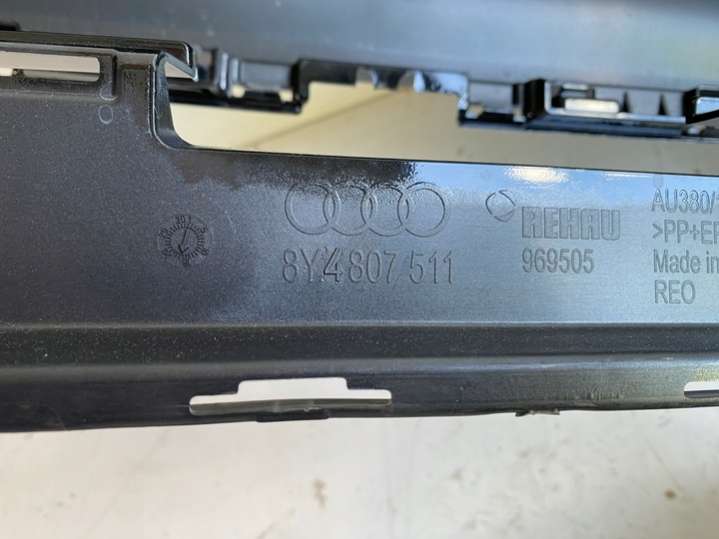 8Y4 807 511
REHAU
969505
AU380/
>PP+EP
Made in
REO